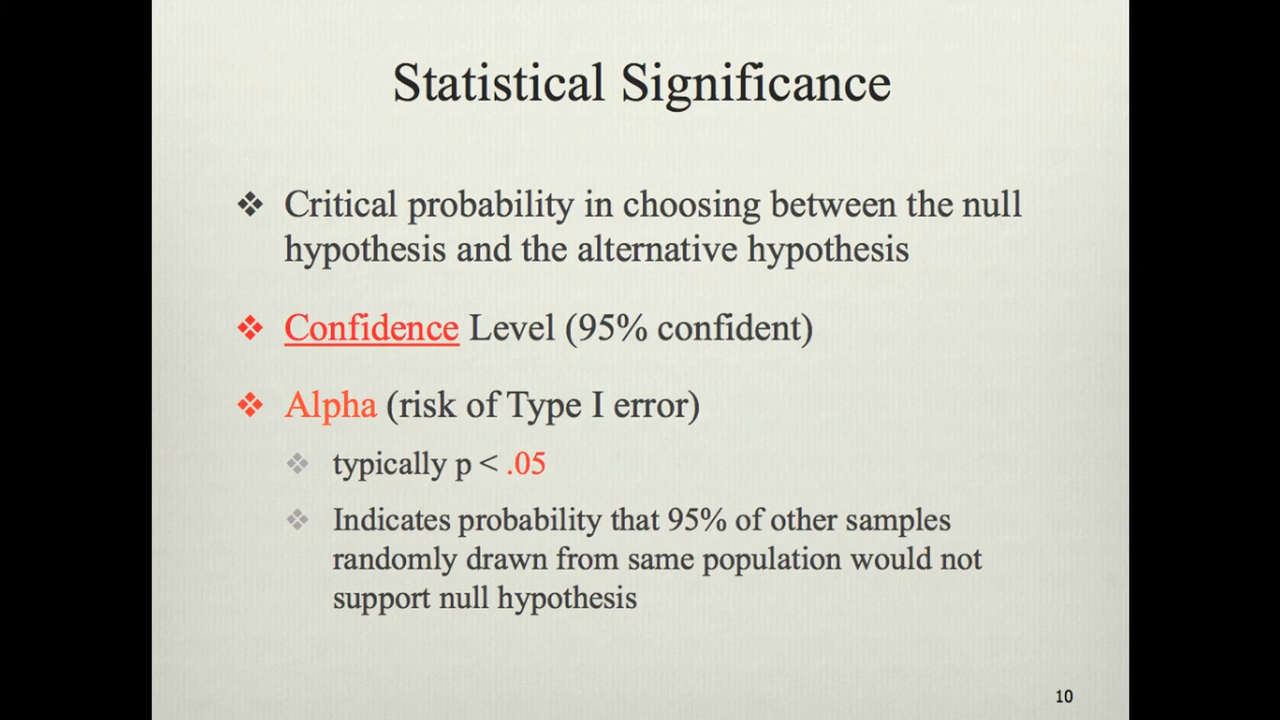 Statistical Significance
❖ Critical probability in choosing between the null
hypothesis and the alternative hypothesis
❖ Confidence Level (95% confident)
❖ Alpha (risk of Type I error)
❖ typically p < .05
❖ Indicates probability that 95% of other samples
randomly drawn from same population would not
support null hypothesis
10